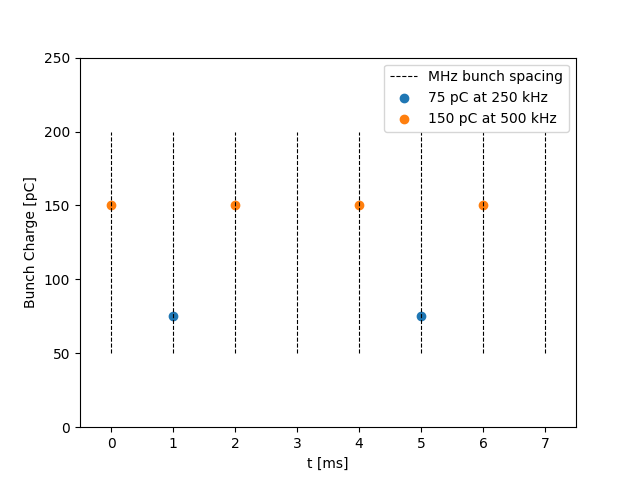 250
200
150
100
50
0
Bunch Charge [pC]
MHz bunch spacing
75 pC at 250 kHz
150 pC at 500 kHz
0 1 2 3 4 5 6 7
t [ms]